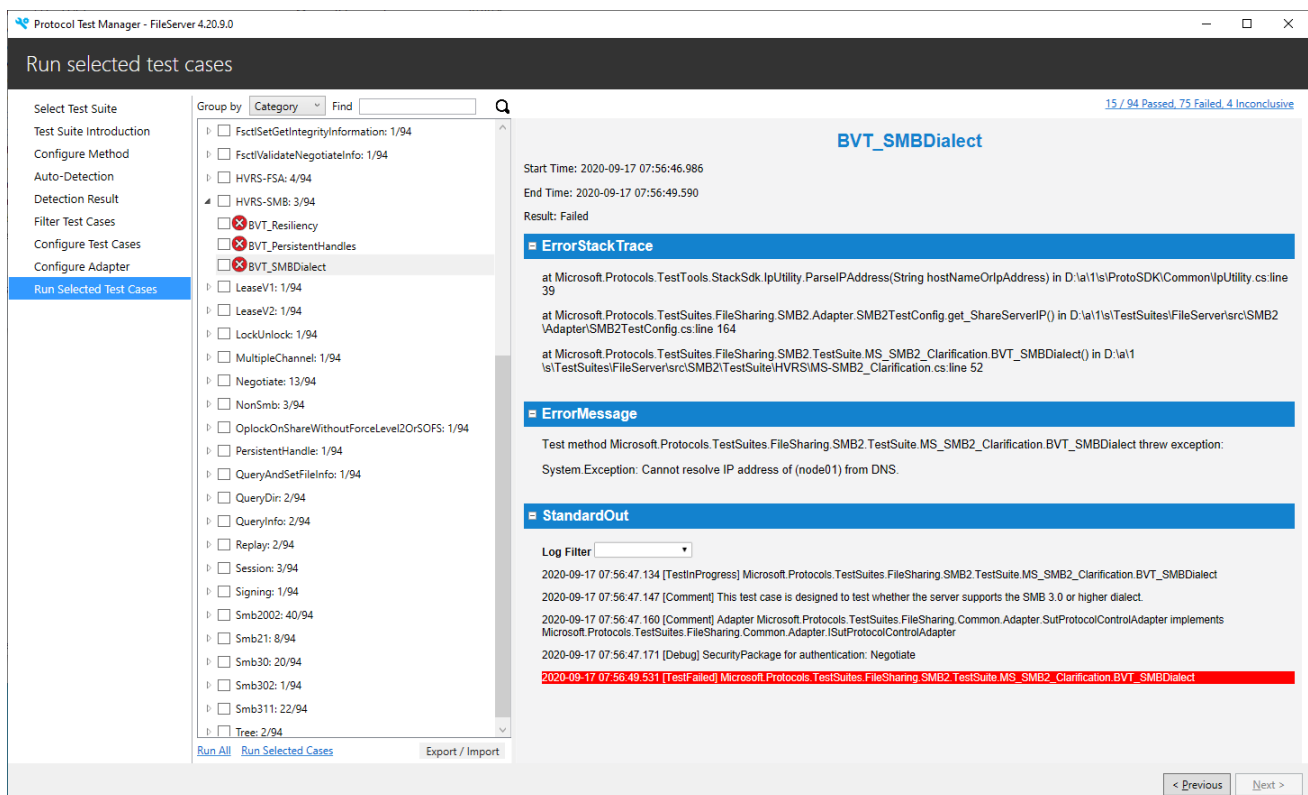 Protocol Test Manager - FileServer 4.20.9.0
Run selected test cases
Select Test Suite
Test Suite Introduction
Configure Method
Auto-Detection
Detection Result
Filter Test Cases
Configure Test Cases
Configure Adapter
Run Selected Test Cases
Group by Category Find
FsctlSetGetIntegrityInformation: 1/94
FsctlValidateNegotiateInfo: 1/94
HVRS-FSA: 4/94
HVRS-SMB: 3/94
BVT_Resiliency
BVT_PersistentHandles
BVT_SMBDialect
LeaseV1: 1/94
LeaseV2: 1/94
LockUnlock: 1/94
MultipleChannel: 1/94
Negotiate: 13/94
NonSmb: 3/94
OplockOnShareWithoutForceLevel2OrSOFS: 1/94
PersistentHandle: 1/94
QueryAndSetFileInfo: 1/94
QueryDir: 2/94
QueryInfo: 2/94
Replay: 2/94
Session: 3/94
Signing: 1/94
Smb2002: 40/94
Smb21: 8/94
Smb30: 20/94
Smb302: 1/94
Smb311: 22/94
Tree: 2/94
Run All Run Selected Cases Export / Import
15 / 94 Passed, 75 Failed, 4 Inconclusive
BVT_SMBDialect
Start Time: 2020-09-17 07:56:46.986
End Time: 2020-09-17 07:56:49.590
Result: Failed
ErrorStackTrace
at Microsoft.Protocols.TestTools.StackSdk.IpUtility.ParseIPAddress(String hostNameOrIpAddress) in D:\a\1\s\ProtoSDK\Common\IpUtility.cs:line
39
at Microsoft.Protocols.TestSuites.FileSharing.SMB2.Adapter.SMB2TestConfig.get_ShareServerIP() in D:\a\1\s\TestSuites\FileServer\src\SMB2
\Adapter\SMB2TestConfig.cs:line 164
at Microsoft.Protocols.TestSuites.FileSharing.SMB2.TestSuite.MS_SMB2_Clarification.BVT_SMBDialect() in D:\a\1
\s\TestSuites\FileServer\src\SMB2\TestSuite\HVRS\MS-SMB2_Clarification.cs:line 52
ErrorMessage
Test method Microsoft.Protocols.TestSuites.FileSharing.SMB2.TestSuite.MS_SMB2_Clarification.BVT_SMBDialect threw exception:
System.Exception: Cannot resolve IP address of (node01) from DNS.
StandardOut
Log Filter
2020-09-17 07:56:47.134 [TestInProgress] Microsoft.Protocols.TestSuites.FileSharing.SMB2.TestSuite.MS_SMB2_Clarification.BVT_SMBDialect
2020-09-17 07:56:47.147 [Comment] This test case is designed to test whether the server supports the SMB 3.0 or higher dialect.
2020-09-17 07:56:47.160 [Comment] Adapter Microsoft.Protocols.TestSuites.FileSharing.Common.Adapter.SutProtocolControlAdapter implements
Microsoft.Protocols.TestSuites.FileSharing.Common.Adapter.ISutProtocolControlAdapter
2020-09-17 07:56:47.171 [Debug] SecurityPackage for authentication: Negotiate
2020-09-17 07:56:49.531 [TestFailed] Microsoft.Protocols.TestSuites.FileSharing.SMB2.TestSuite.MS_SMB2_Clarification.BVT_SMBDialect
< Previous Next >